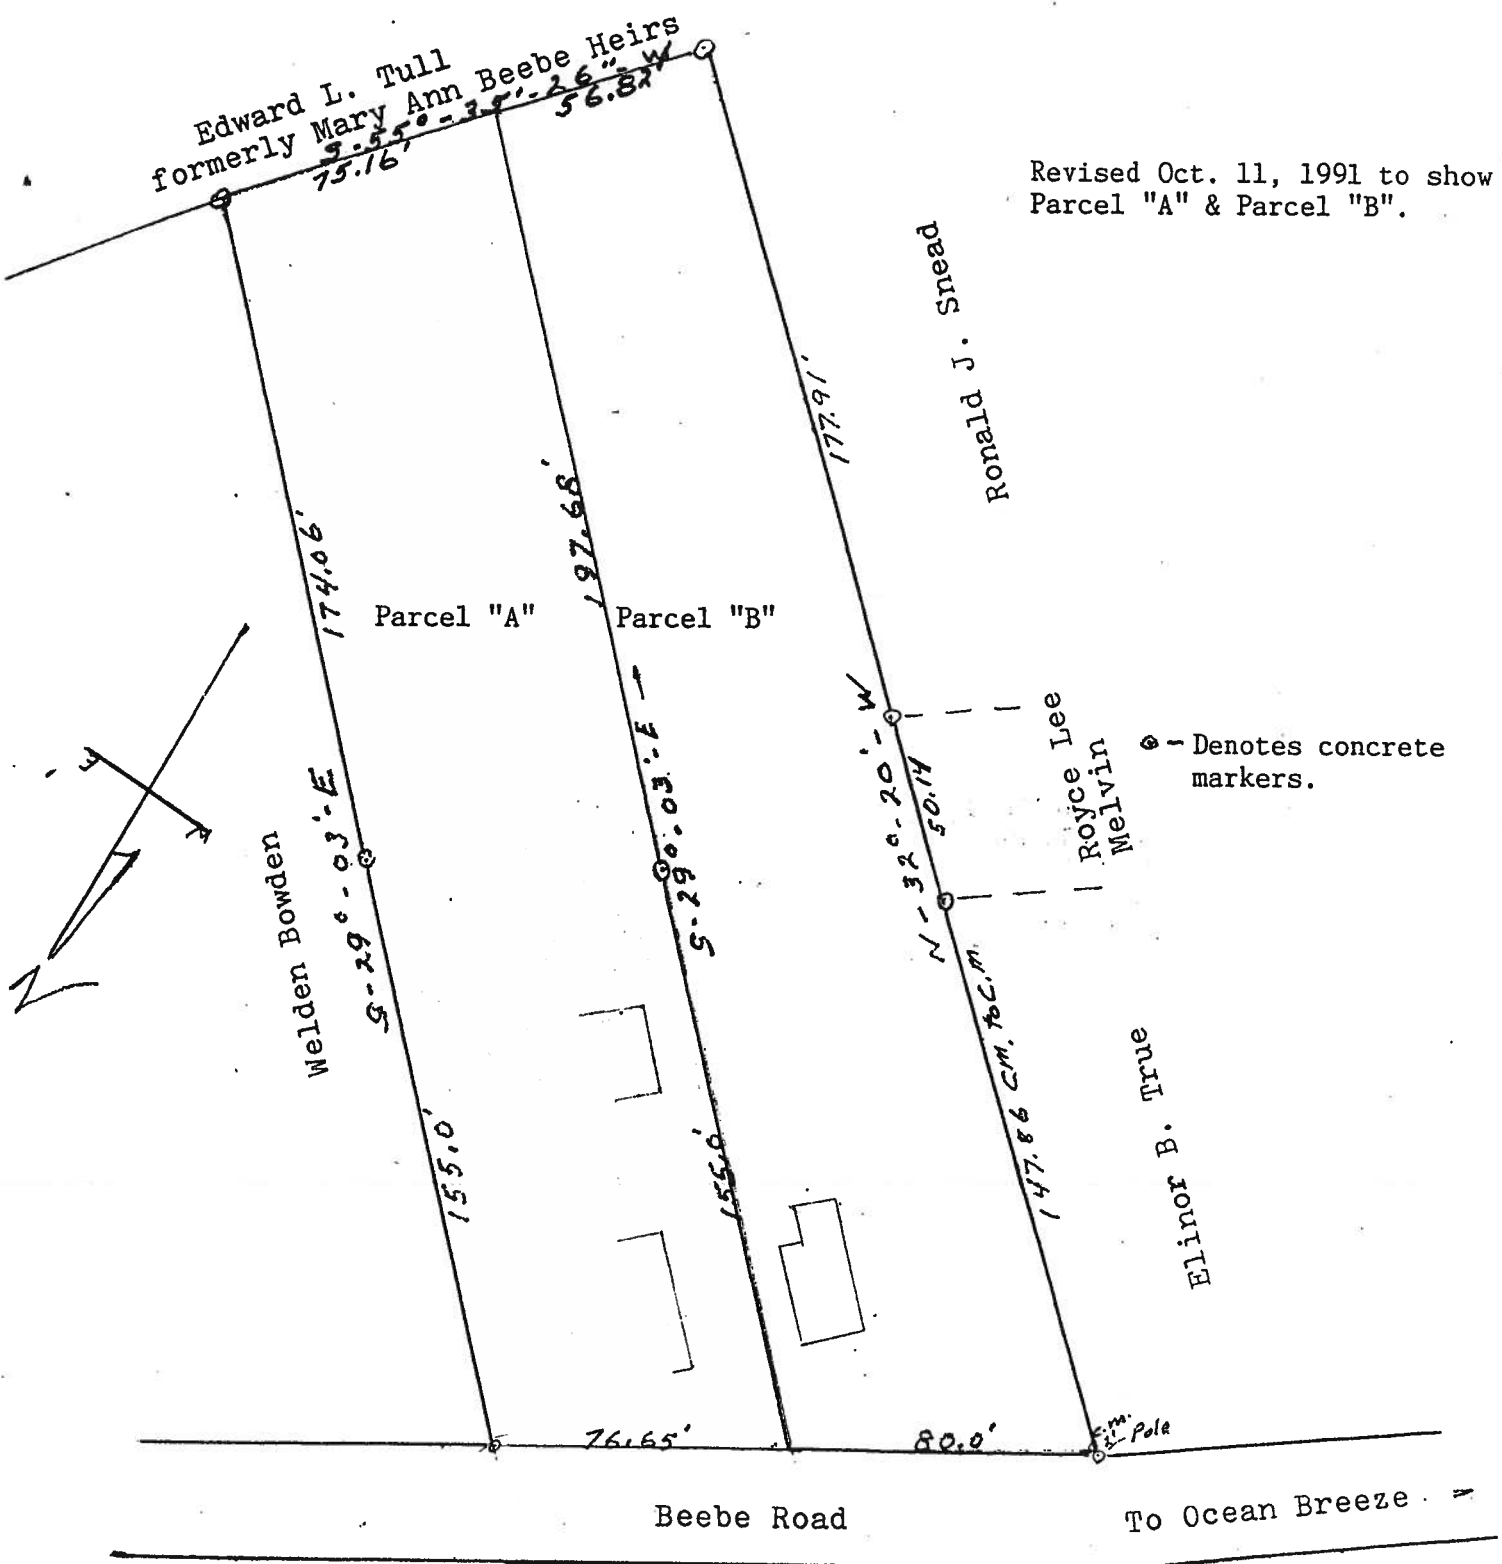 Edward L. Tull
formerly Mary Ann Beebe Heirs
75.16'
56.82'
Revised Oct. 11, 1991 to show
Parcel "A" & Parcel "B".
Ronald J. Snead
177.91'
174.06'
197.68'
Parcel "A"
Parcel "B"
Royce Lee
Melvin
- Denotes concrete
markers.
N-32°-20'-W
50.14
S-29°-03'-E
S-29°-03'-E
Welden Bowden
N
147.86 C.M. to C.M.
Elinor B. True
155.0'
155.0'
76.65'
80.0'
Pole
Beebe Road
To Ocean Breeze